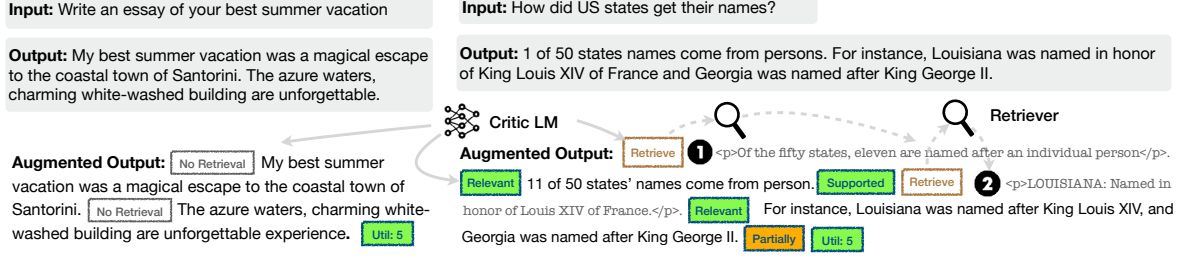 Input: Write an essay of your best summer vacation
Output: My best summer vacation was a magical escape
to the coastal town of Santorini. The azure waters,
charming white-washed building are unforgettable.
Input: How did US states get their names?
Output: 1 of 50 states names come from persons. For instance, Louisiana was named in honor
of King Louis XIV of France and Georgia was named after King George II.
Critic LM
Retriever
Augmented Output: No Retrieval My best summer
vacation was a magical escape to the coastal town of
Santorini. No Retrieval The azure waters, charming white-
washed building are unforgettable experience. Util: 5
Augmented Output: Retrieve 1 <p>Of the fifty states, eleven are named after an individual person</p>.
Relevant 11 of 50 states' names come from person. Supported Retrieve 2 <p>LOUISIANA: Named in
honor of Louis XIV of France.</p>. Relevant For instance, Louisiana was named after King Louis XIV, and
Georgia was named after King George II. Partially Util: 5